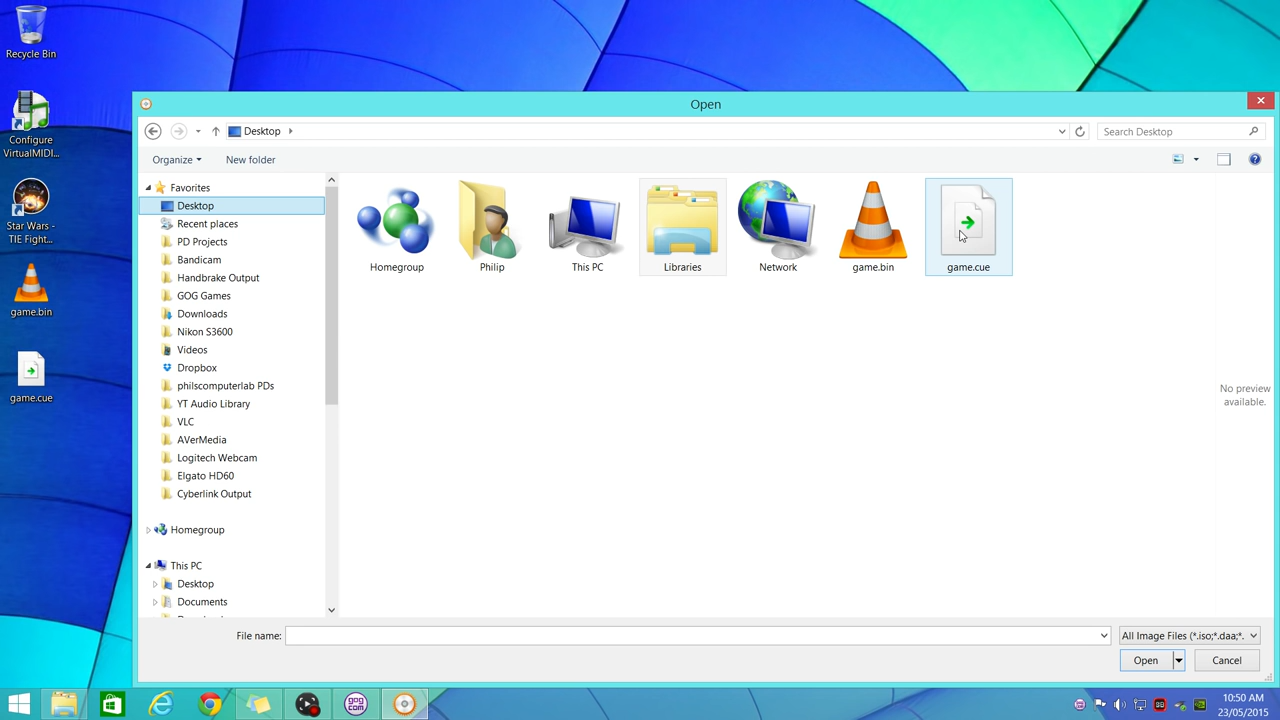 Recycle Bin
Configure
VirtualMIDI...
Star Wars -
TIE Fight...
game.bin
game.cue
Open
Desktop
Search Desktop
Organize
New folder
Favorites
Desktop
Recent places
PD Projects
Bandicam
Handbrake Output
GOG Games
Downloads
Nikon S3600
Videos
Dropbox
philscomputerlab PDs
YT Audio Library
VLC
AVerMedia
Logitech Webcam
Elgato HD60
Cyberlink Output
Homegroup
This PC
Desktop
Documents
Homegroup
Philip
This PC
Libraries
Network
game.bin
game.cue
No preview
available.
File name:
All Image Files (*.iso;*.daa;*.
Open
Cancel
gog
com
10:50 AM
23/05/2015